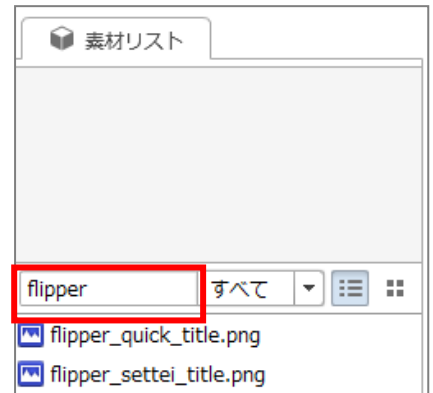 素材リスト
flipper すべて
flipper_quick_title.png
flipper_settei_title.png